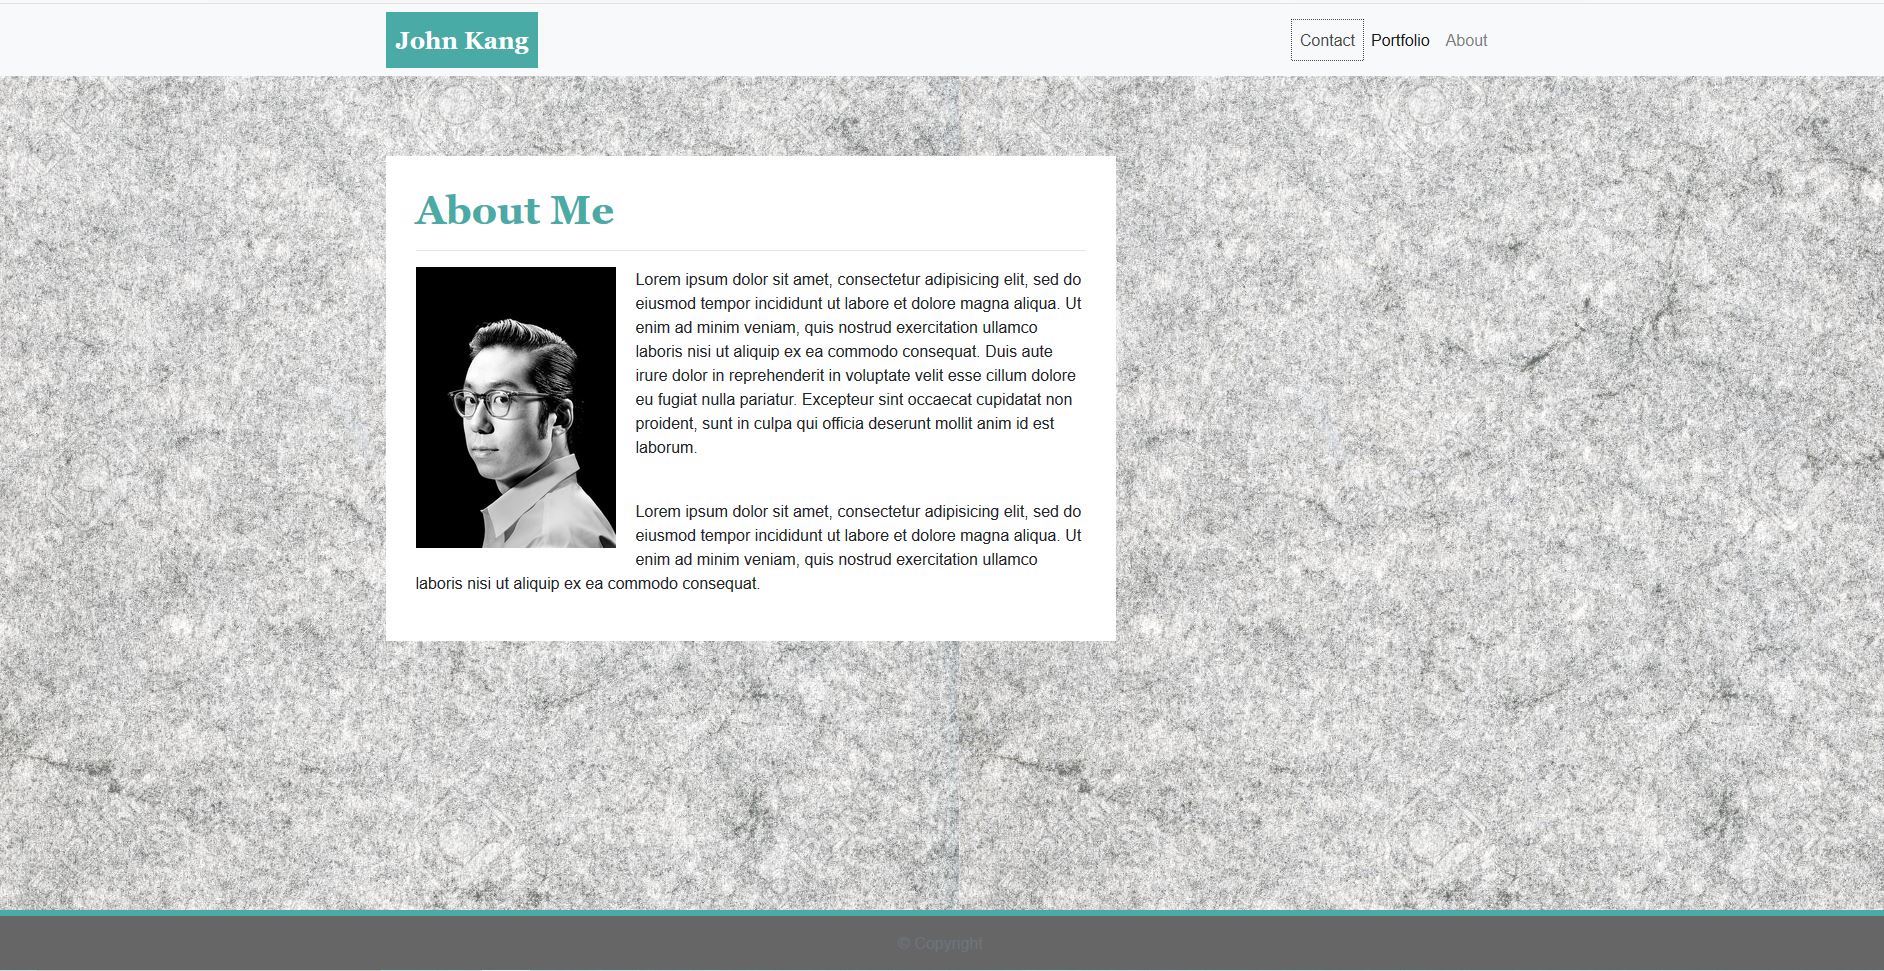 John Kang
Contact Portfolio About
About Me
Lorem ipsum dolor sit amet, consectetur adipisicing elit, sed do
eiusmod tempor incididunt ut labore et dolore magna aliqua. Ut
enim ad minim veniam, quis nostrud exercitation ullamco
laboris nisi ut aliquip ex ea commodo consequat. Duis aute
irure dolor in reprehenderit in voluptate velit esse cillum dolore
eu fugiat nulla pariatur. Excepteur sint occaecat cupidatat non
proident, sunt in culpa qui officia deserunt mollit anim id est
laborum.
Lorem ipsum dolor sit amet, consectetur adipisicing elit, sed do
eiusmod tempor incididunt ut labore et dolore magna aliqua. Ut
enim ad minim veniam, quis nostrud exercitation ullamco
laboris nisi ut aliquip ex ea commodo consequat.
© Copyright